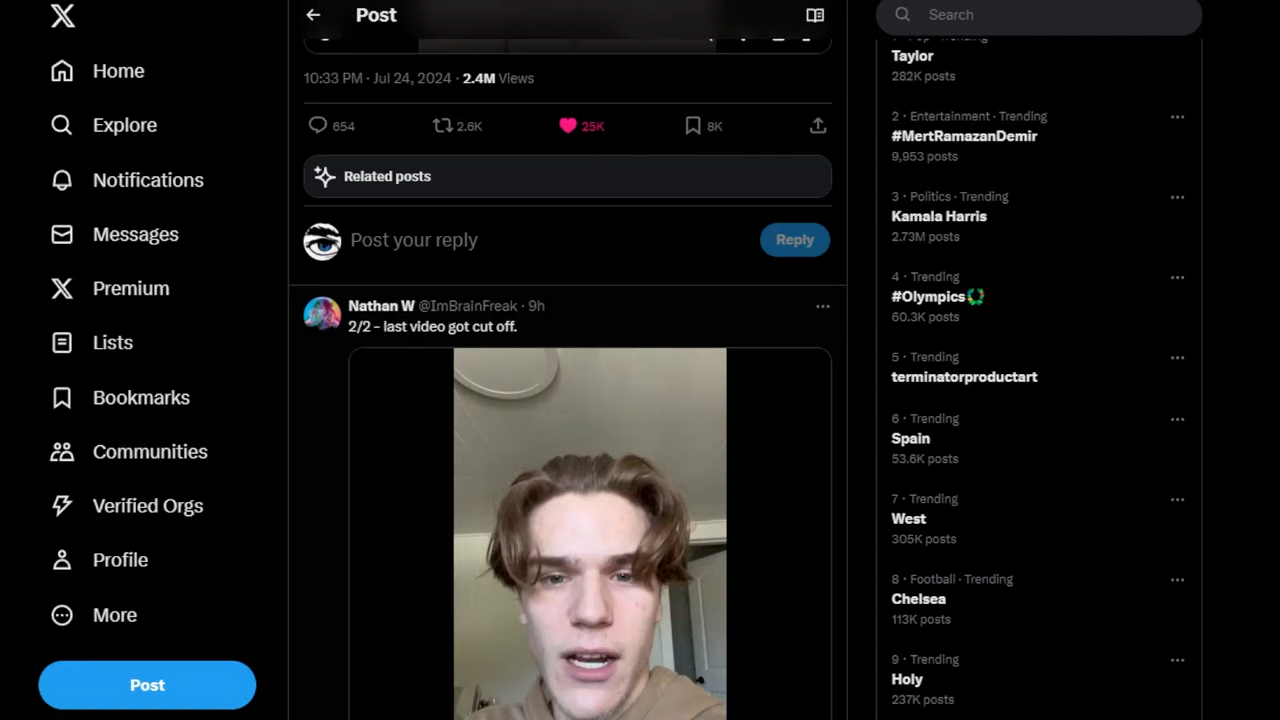 Home
Explore
Notifications
Messages
Premium
Lists
Bookmarks
Communities
Verified Orgs
Profile
More
Post
Post
10:33 PM · Jul 24, 2024 · 2.4M Views
654 2.6K 25K 8K
Related posts
Post your reply
Reply
Nathan W @ImBrainFreak · 9h
2/2 - last video got cut off.
Search
Trending
Taylor
282K posts
2 · Entertainment · Trending
#MertRamazanDemir
9,953 posts
3 · Politics · Trending
Kamala Harris
2.73M posts
4 · Trending
#Olympics
60.3K posts
5 · Trending
terminatorproductart
6 · Trending
Spain
53.6K posts
7 · Trending
West
305K posts
8 · Football · Trending
Chelsea
113K posts
9 · Trending
Holy
237K posts